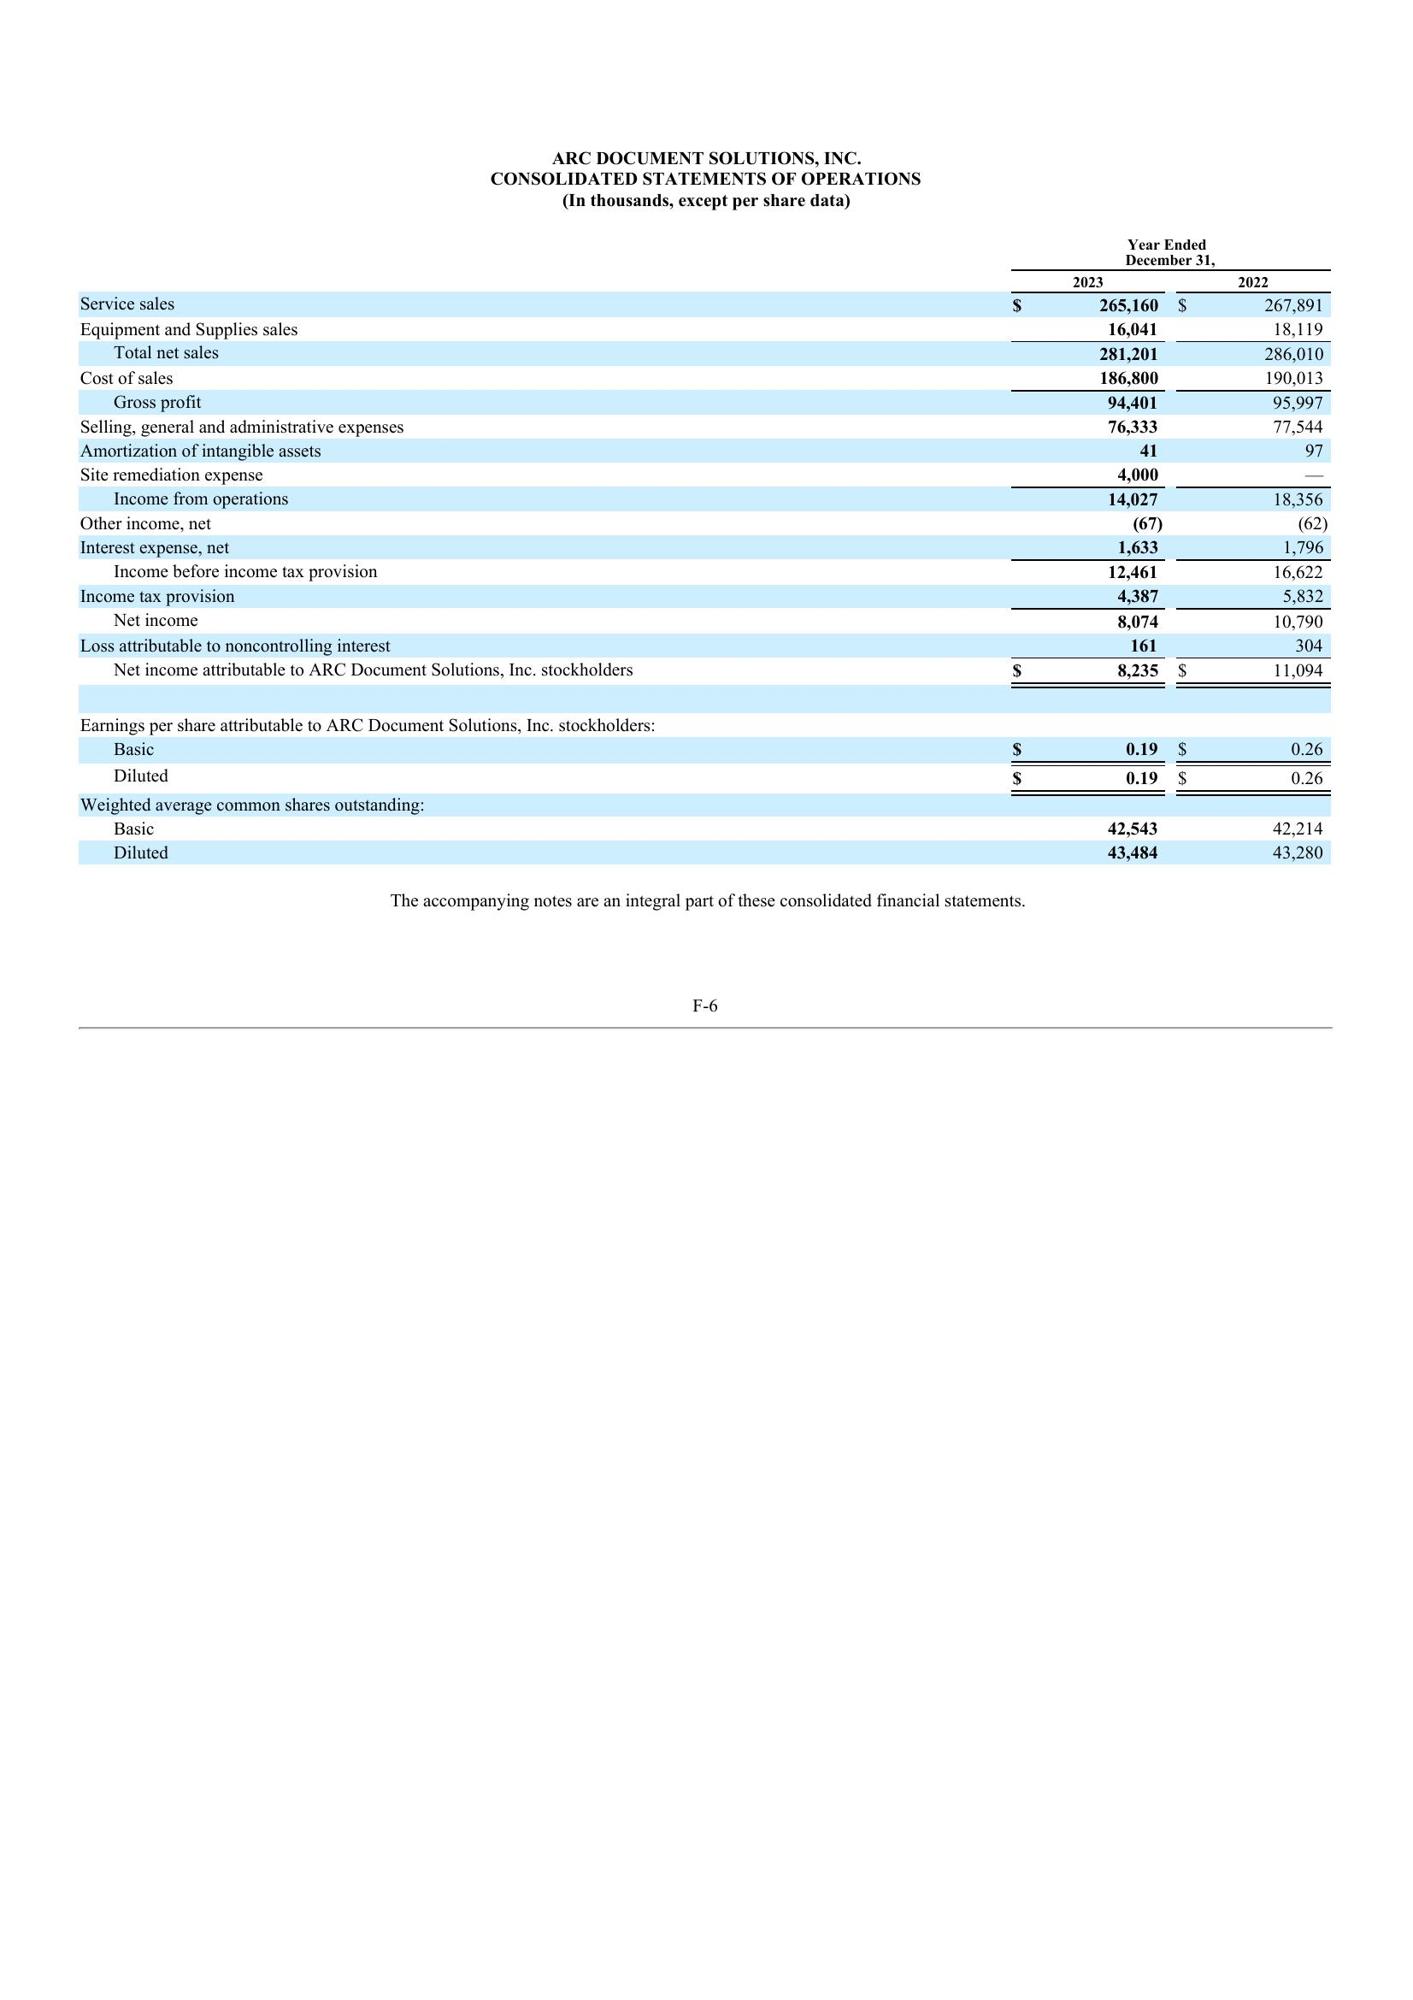 ARC DOCUMENT SOLUTIONS, INC.
CONSOLIDATED STATEMENTS OF OPERATIONS
(In thousands, except per share data)
Year Ended
December 31,
2023 2022
Service sales $ 265,160 $ 267,891
Equipment and Supplies sales 16,041 18,119
Total net sales 281,201 286,010
Cost of sales 186,800 190,013
Gross profit 94,401 95,997
Selling, general and administrative expenses 76,333 77,544
Amortization of intangible assets 41 97
Site remediation expense 4,000 —
Income from operations 14,027 18,356
Other income, net (67) (62)
Interest expense, net 1,633 1,796
Income before income tax provision 12,461 16,622
Income tax provision 4,387 5,832
Net income 8,074 10,790
Loss attributable to noncontrolling interest 161 304
Net income attributable to ARC Document Solutions, Inc. stockholders $ 8,235 $ 11,094
Earnings per share attributable to ARC Document Solutions, Inc. stockholders:
Basic $ 0.19 $ 0.26
Diluted $ 0.19 $ 0.26
Weighted average common shares outstanding:
Basic 42,543 42,214
Diluted 43,484 43,280
The accompanying notes are an integral part of these consolidated financial statements.
F-6